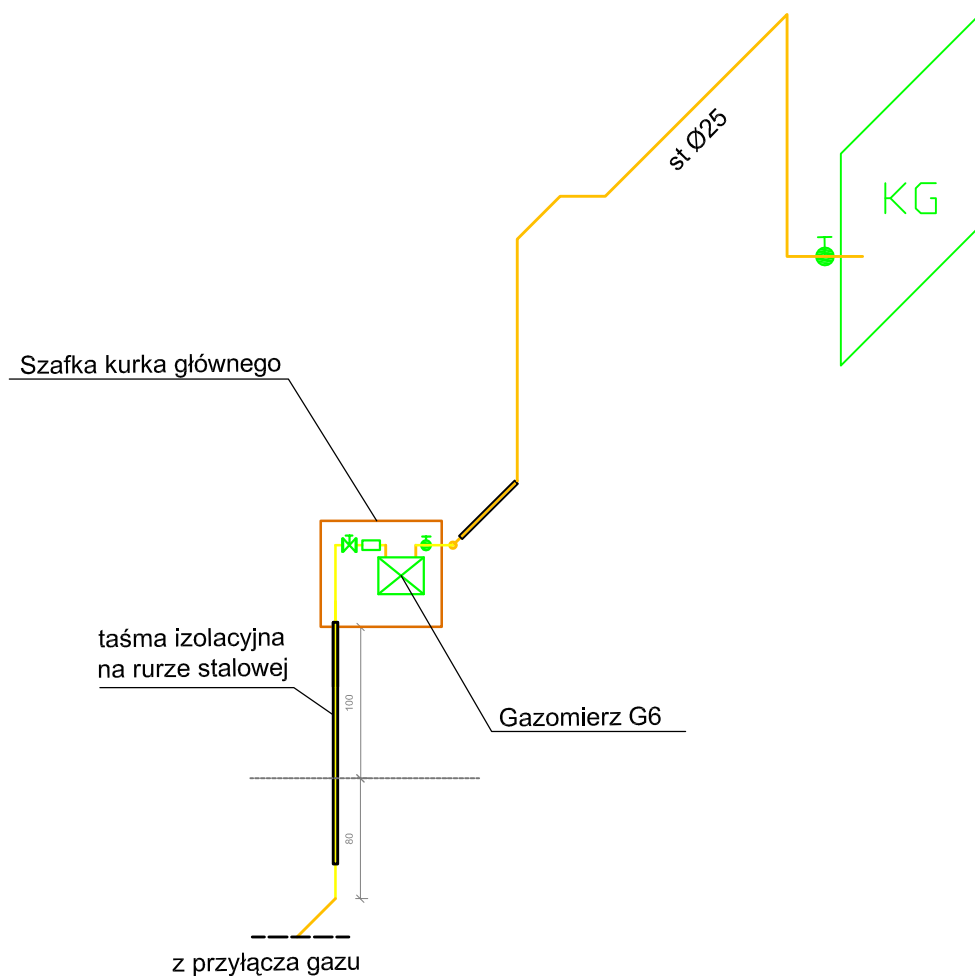 st Ø25
KG
Szafka kurka głównego
taśma izolacyjna
na rurze stalowej
100
Gazomierz G6
80
z przyłącza gazu